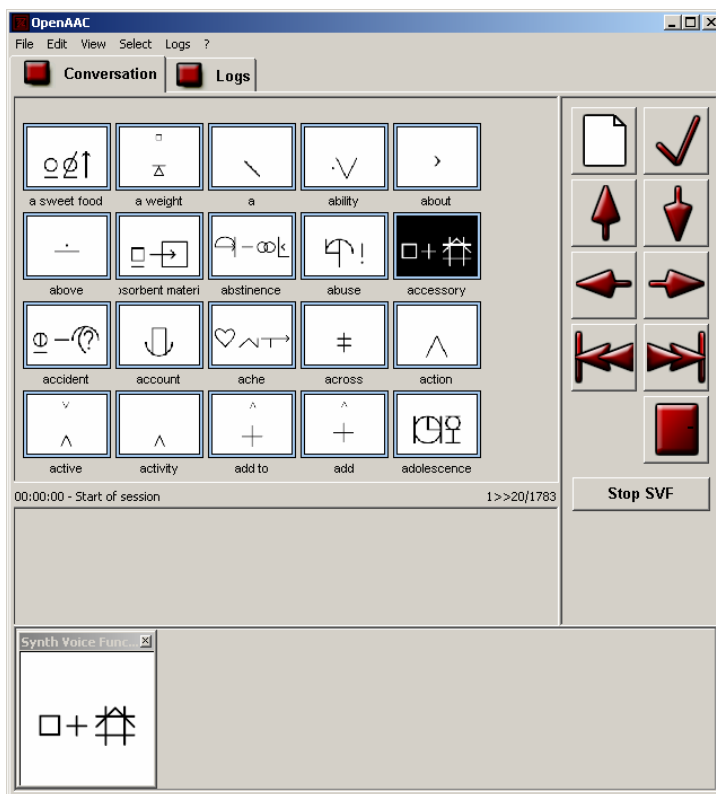 OpenAAC
File Edit View Select Logs ?
Conversation Logs
a sweet food a weight a ability about
above bsorbent materi abstinence abuse accessory
accident account ache across action
active activity add to add adolescence
00:00:00 - Start of session 1>>20/1783
Stop SVF
Synth Voice Func...